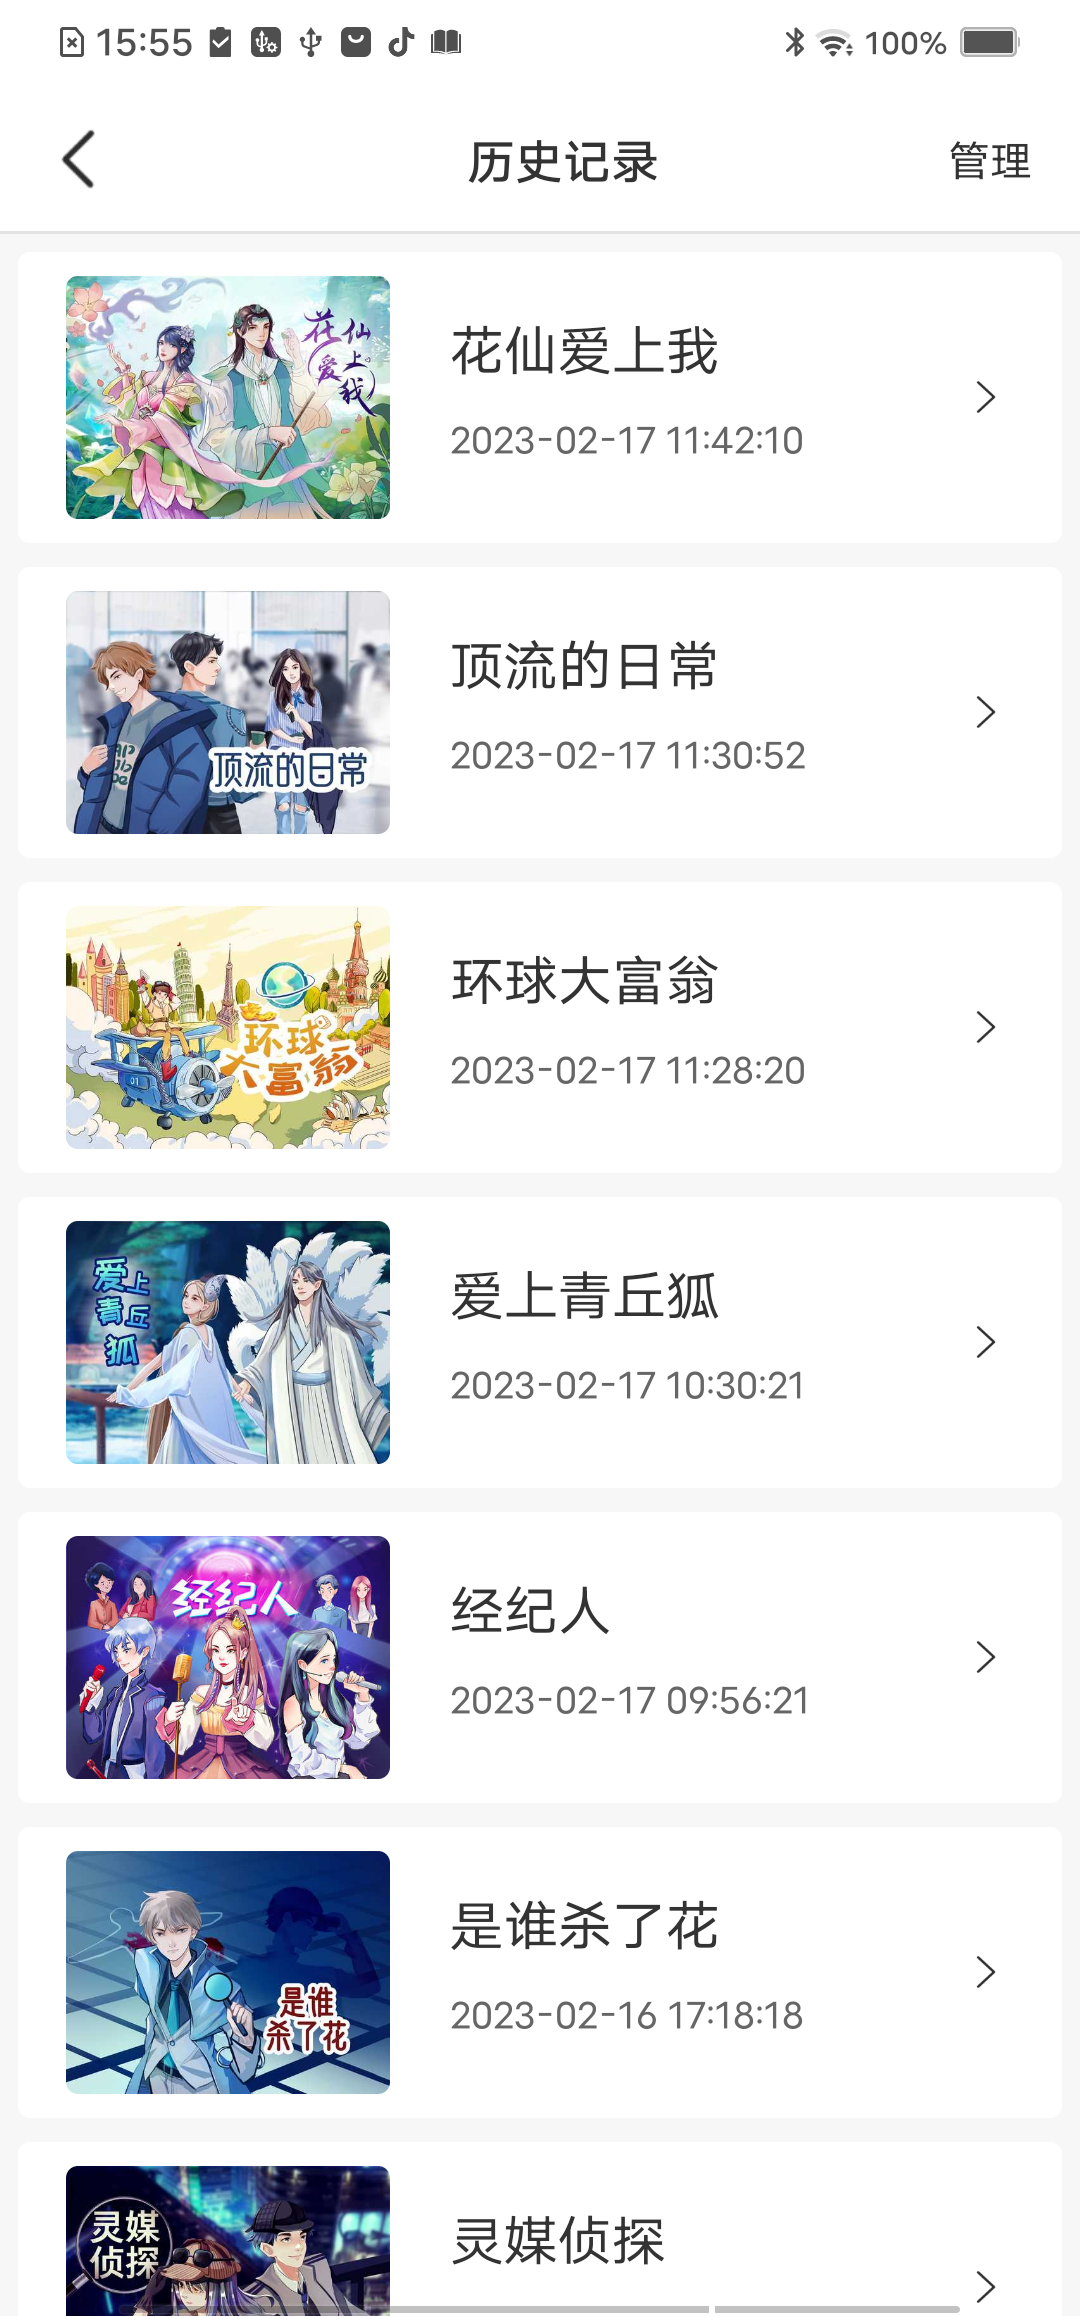 15:55
100%
历史记录
管理
花仙
爱上
我
花仙爱上我
2023-02-17 11:42:10
顶流的日常
顶流的日常
2023-02-17 11:30:52
01
环球
大富翁
环球大富翁
2023-02-17 11:28:20
爱上
青丘
狐
爱上青丘狐
2023-02-17 10:30:21
经纪人
经纪人
2023-02-17 09:56:21
是谁
杀了花
是谁杀了花
2023-02-16 17:18:18
灵媒
侦探
灵媒侦探